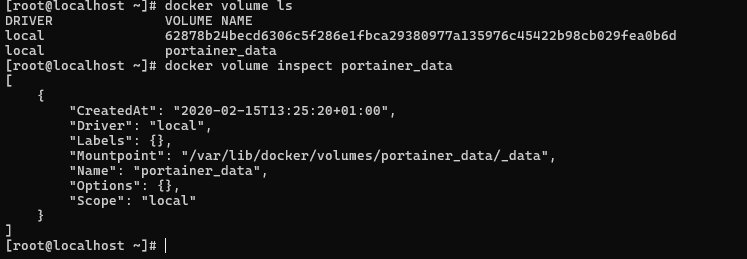 [root@localhost ~]# docker volume ls
DRIVER              VOLUME NAME
local               62878b24becd6306c5f286e1fbca29380977a135976c45422b98cb029fea0b6d
local               portainer_data
[root@localhost ~]# docker volume inspect portainer_data
[
    {
        "CreatedAt": "2020-02-15T13:25:20+01:00",
        "Driver": "local",
        "Labels": {},
        "Mountpoint": "/var/lib/docker/volumes/portainer_data/_data",
        "Name": "portainer_data",
        "Options": {},
        "Scope": "local"
    }
]
[root@localhost ~]#